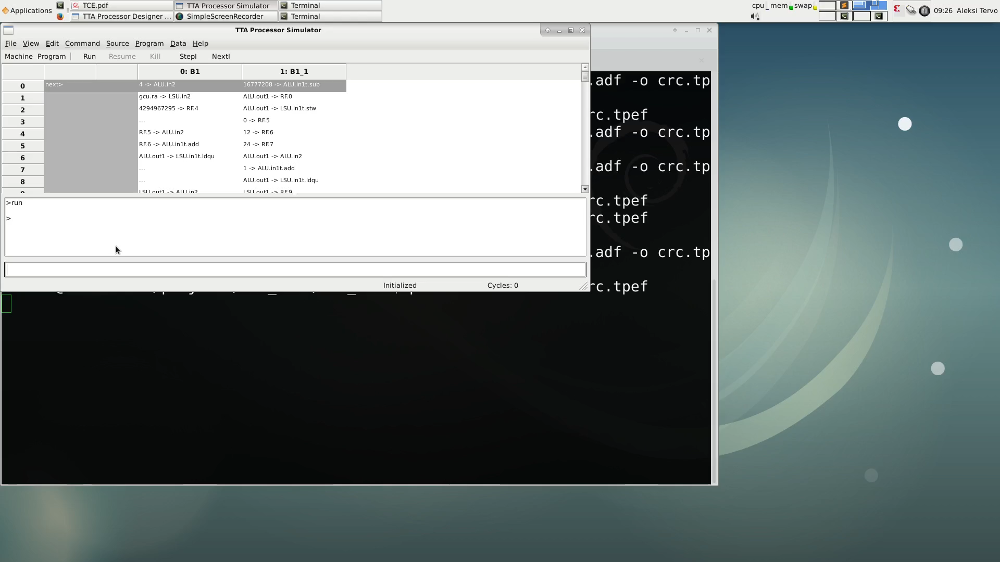 Applications
TCE.pdf
TTA Processor Simulator
Terminal
TTA Processor Designer ...
SimpleScreenRecorder
Terminal
cpu mem swap
09:26 Aleksi Tervo
TTA Processor Simulator
File View Edit Command Source Program Data Help
Machine Program Run Resume Kill StepI NextI
0: B1 1: B1_1
0 next> 4 -> ALU.in2 16777208 -> ALU.in1t.sub
1 gcu.ra -> LSU.in2 ALU.out1 -> RF.0
2 4294967295 -> RF.4 ALU.out1 -> LSU.in1t.stw
3 ... 0 -> RF.5
4 RF.5 -> ALU.in2 12 -> RF.6
5 RF.6 -> ALU.in1t.add 24 -> RF.7
6 ALU.out1 -> LSU.in1t.ldqu ALU.out1 -> ALU.in2
7 ... 1 -> ALU.in1t.add
8 ... ALU.out1 -> LSU.in1t.ldqu
9 LSU.out1 -> ALU.in2 LSU.out1 -> RF.9
>run
>
Initialized Cycles: 0
.adf -o crc.tp
rc.tpef
.adf -o crc.tp
.adf -o crc.tp
rc.tpef
rc.tpef
.adf -o crc.tp
rc.tpef